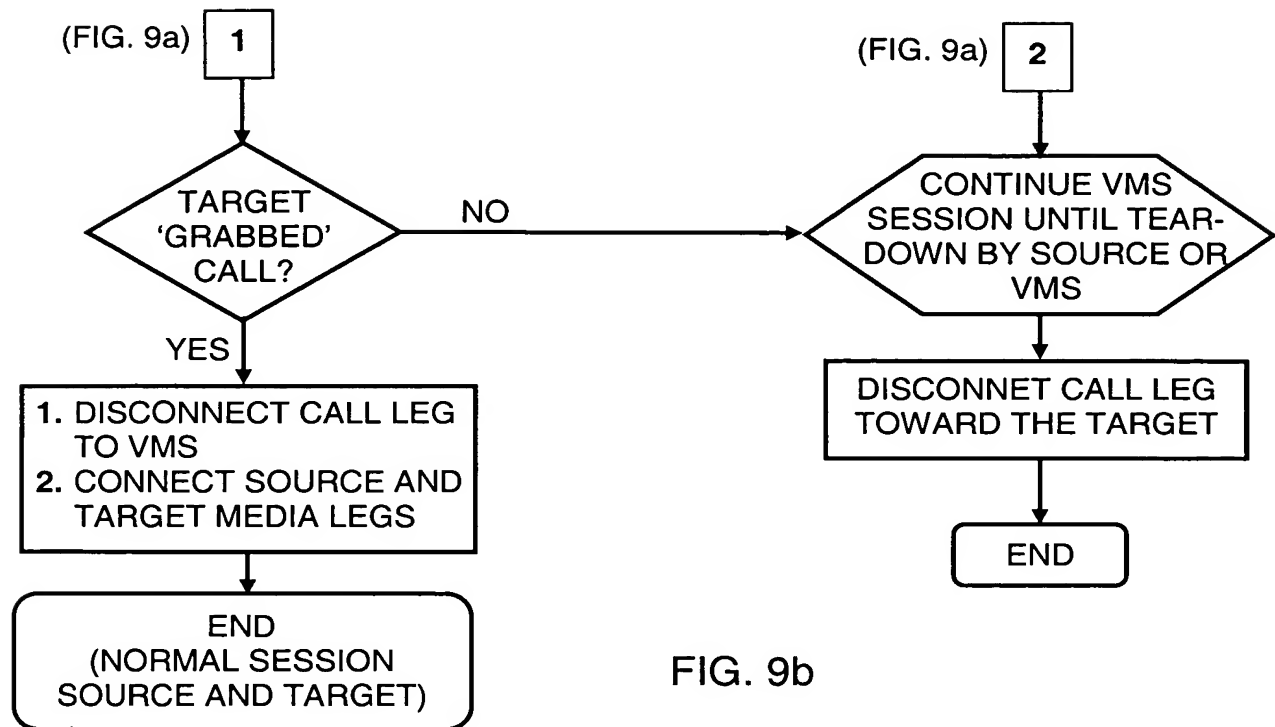 (FIG. 9a) 1
TARGET
'GRABBED'
CALL?
NO
YES
1. DISCONNECT CALL LEG
TO VMS
2. CONNECT SOURCE AND
TARGET MEDIA LEGS
END
(NORMAL SESSION
SOURCE AND TARGET)
(FIG. 9a) 2
CONTINUE VMS
SESSION UNTIL TEAR-
DOWN BY SOURCE OR
VMS
DISCONNET CALL LEG
TOWARD THE TARGET
END
FIG. 9b